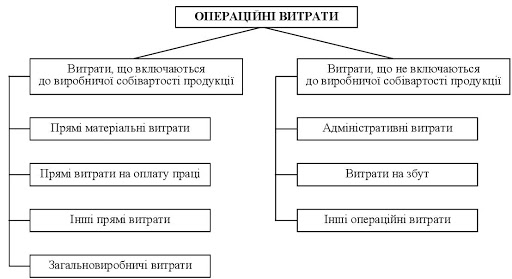 ОПЕРАЦІЙНІ ВИТРАТИ
Витрати, що включаються
до виробничої собівартості продукції
Прямі матеріальні витрати
Прямі витрати на оплату праці
Інші прямі витрати
Загальновиробничі витрати
Витрати, що не включаються
до виробничої собівартості продукції
Адміністративні витрати
Витрати на збут
Інші операційні витрати